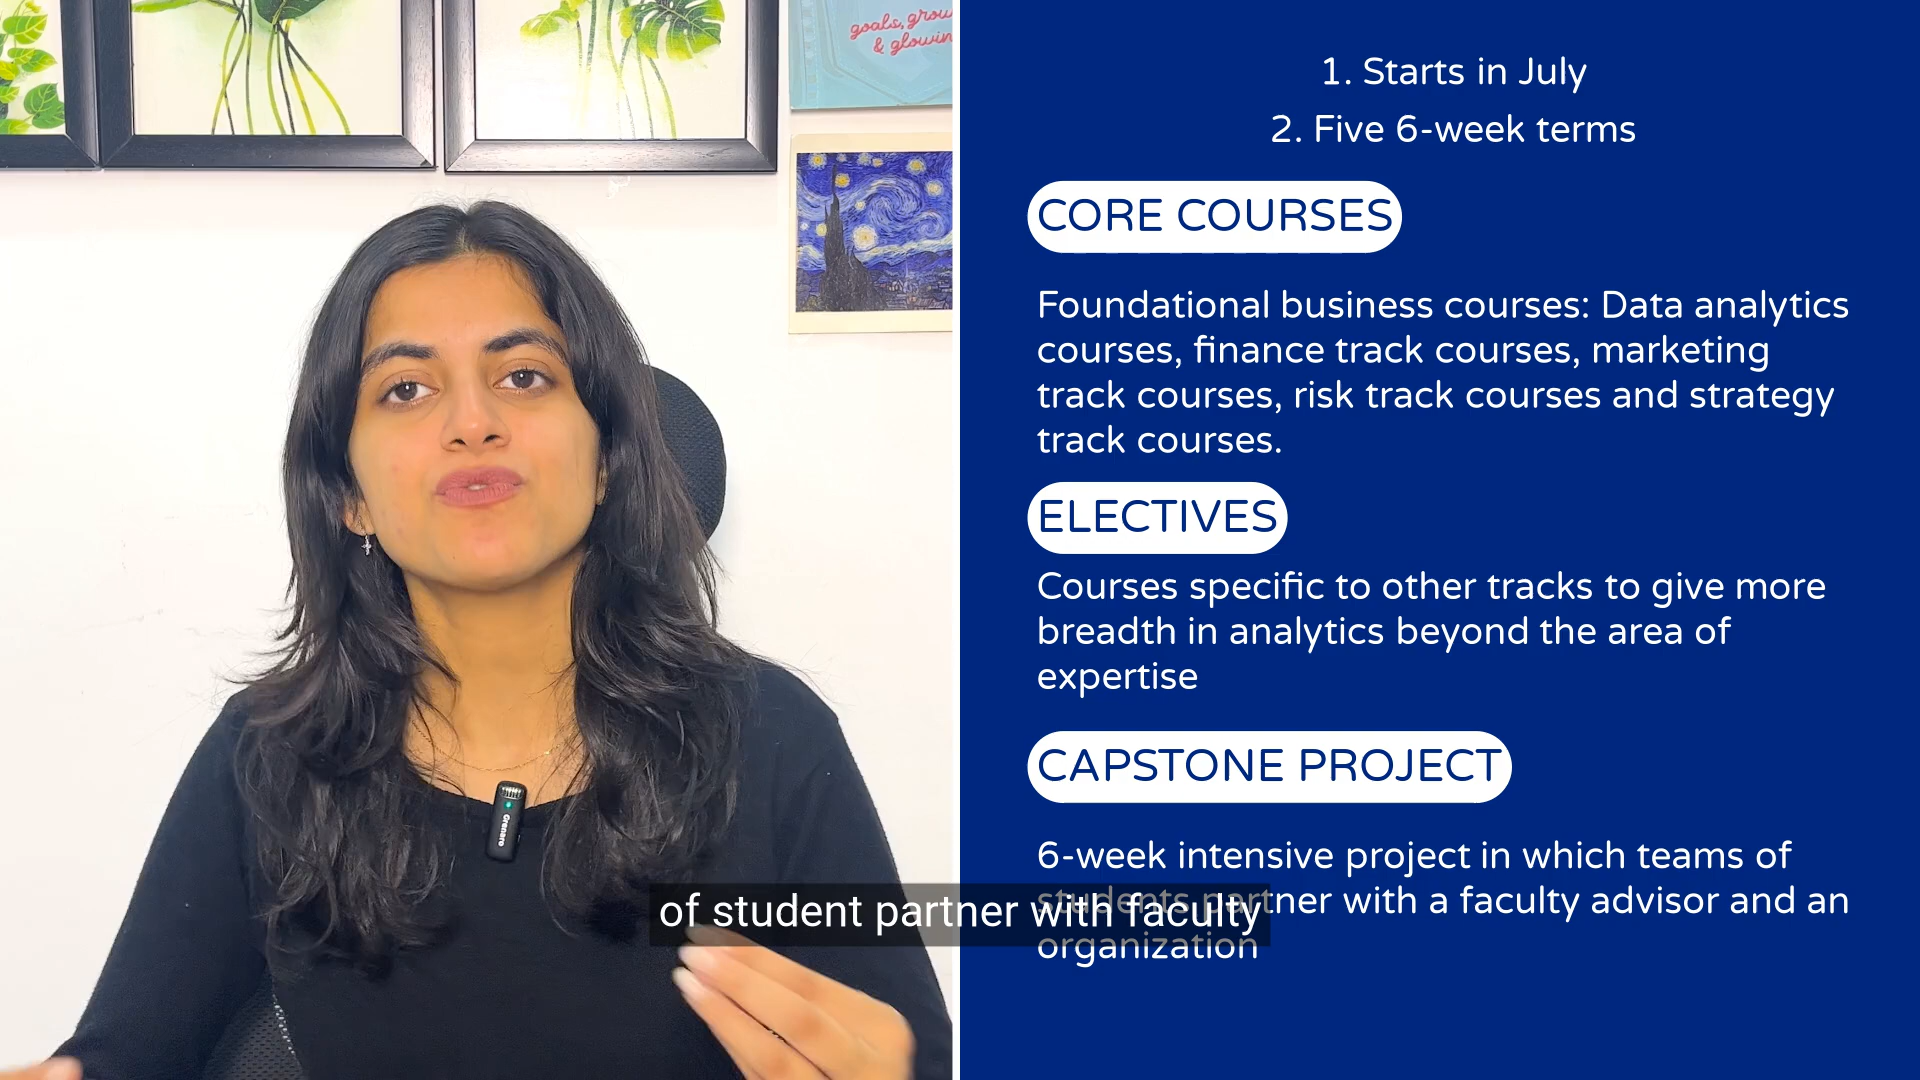 goals, grow
& glowin
1. Starts in July
2. Five 6-week terms
CORE COURSES
Foundational business courses: Data analytics
courses, finance track courses, marketing
track courses, risk track courses and strategy
track courses.
ELECTIVES
Courses specific to other tracks to give more
breadth in analytics beyond the area of
expertise
CAPSTONE PROJECT
6-week intensive project in which teams of
students partner with a faculty advisor and an
organization
of student partner with faculty